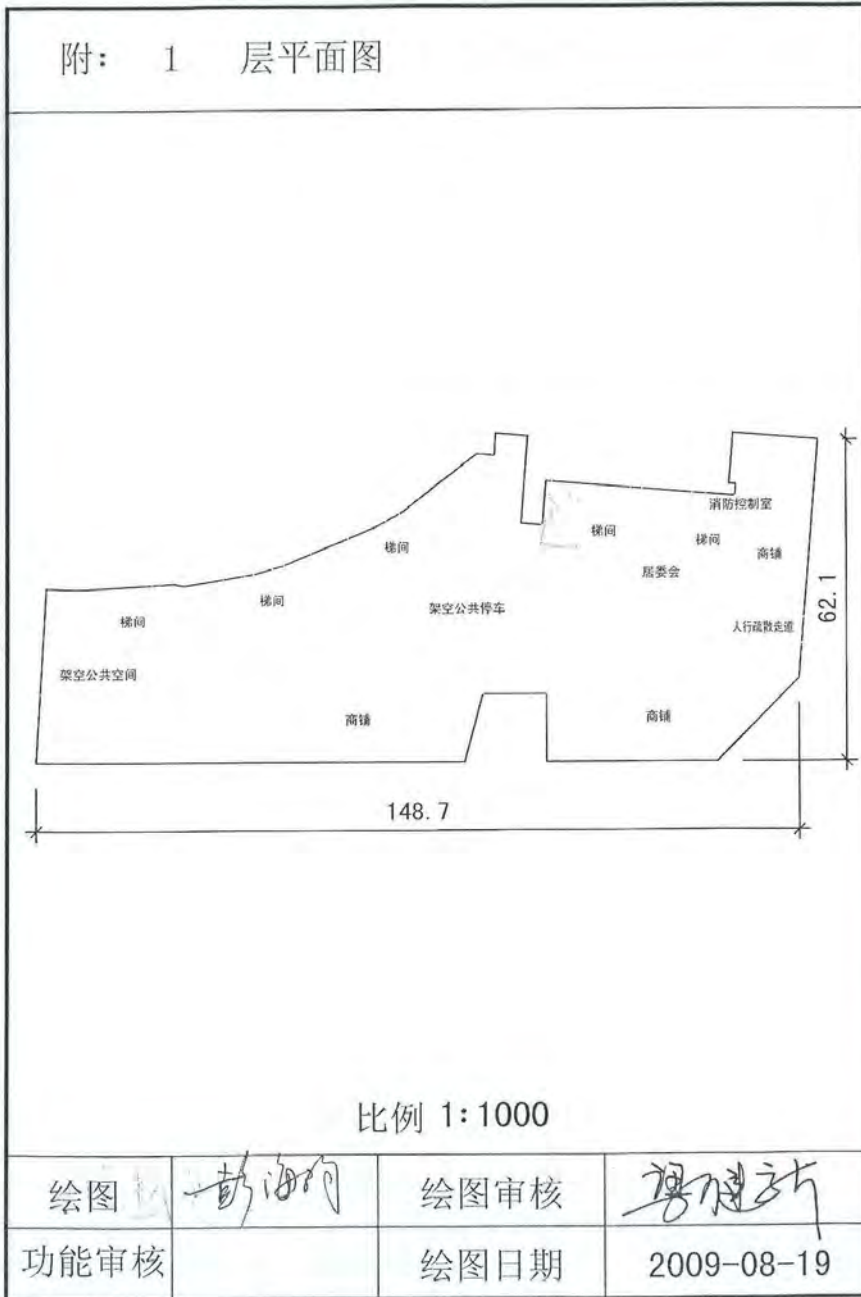 附： 1 层平面图
消防控制室
梯间
梯间
商铺
梯间
居委会
梯间
架空公共停车
梯间
人行疏散走道
62.1
架空公共空间
商铺
商铺
148.7
比例 1:1000
绘图 彭海 绘图审核
功能审核 绘图日期 2009-08-19